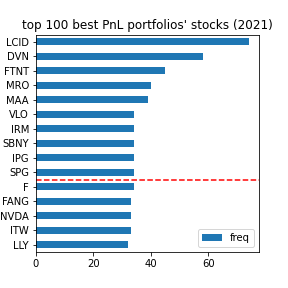 top 100 best PnL portfolios' stocks (2021)
LCID
DVN
FTNT
MRO
MAA
VLO
IRM
SBNY
IPG
SPG
F
FANG
NVDA
ITW
LLY
freq
0 20 40 60